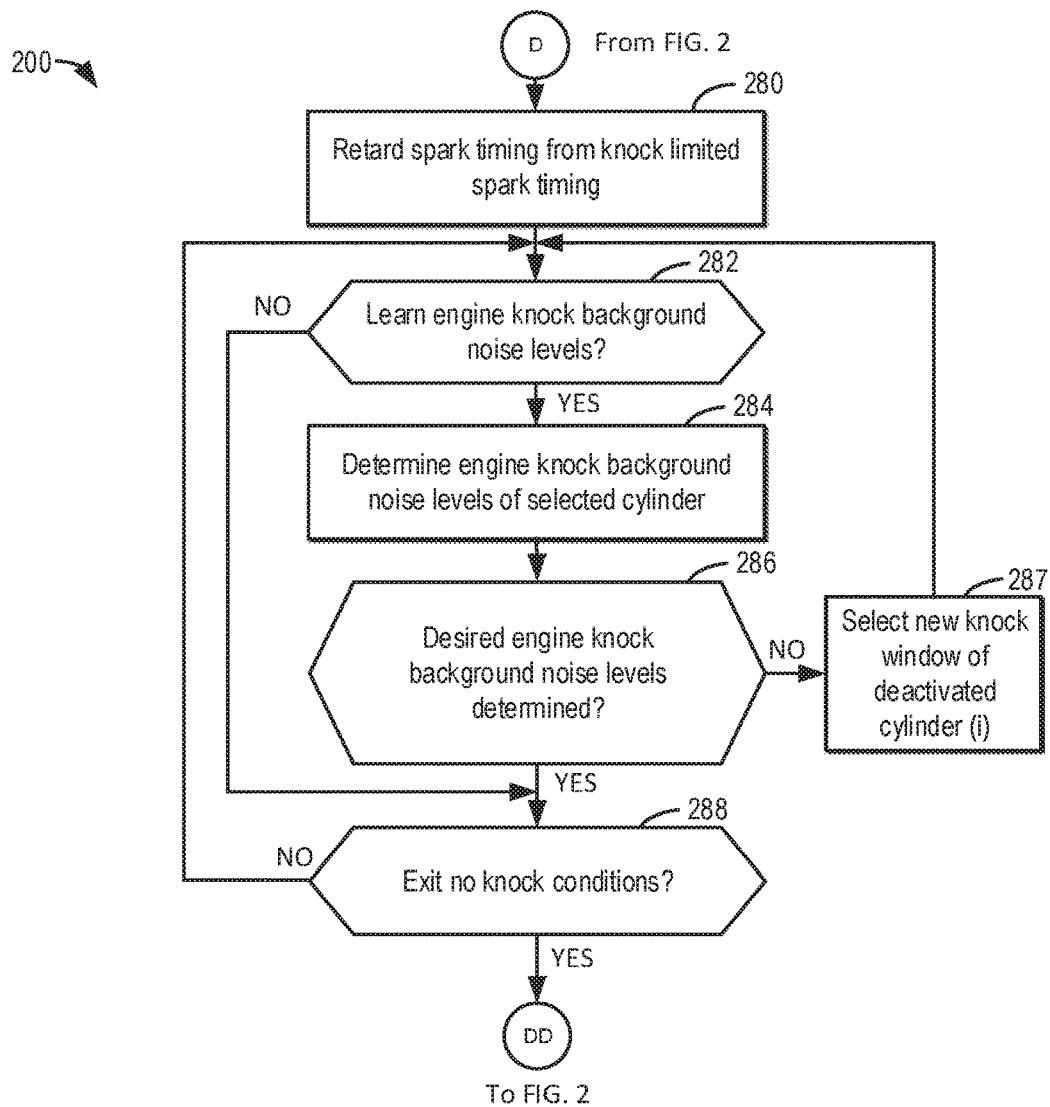 200
D
From FIG. 2
280
Retard spark timing from knock limited
spark timing
282
NO
Learn engine knock background
noise levels?
YES
284
Determine engine knock background
noise levels of selected cylinder
286
Desired engine knock
background noise levels
determined?
NO
287
Select new knock
window of
deactivated
cylinder (i)
YES
288
NO
Exit no knock conditions?
YES
DD
To FIG. 2